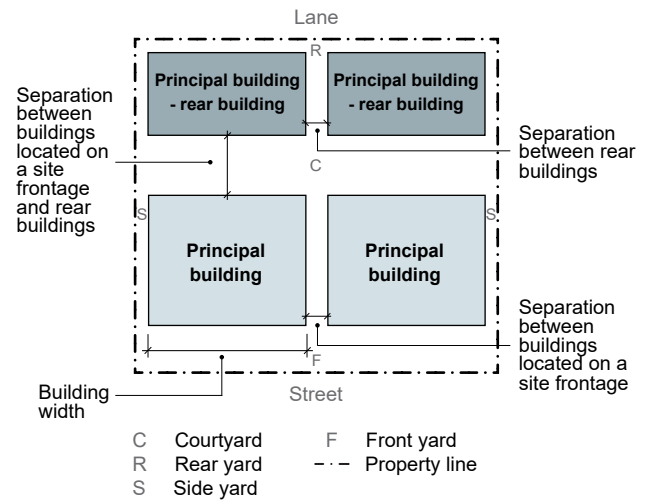 Lane
R
Principal building
- rear building
Principal building
- rear building
Separation
between
buildings
located on
a site
frontage
and rear
buildings
Separation
between rear
buildings
C
S
S
Principal
building
Principal
building
Separation
between
buildings
located on a
site frontage
F
Building
width
Street
C Courtyard
F Front yard
R Rear yard
Property line
S Side yard